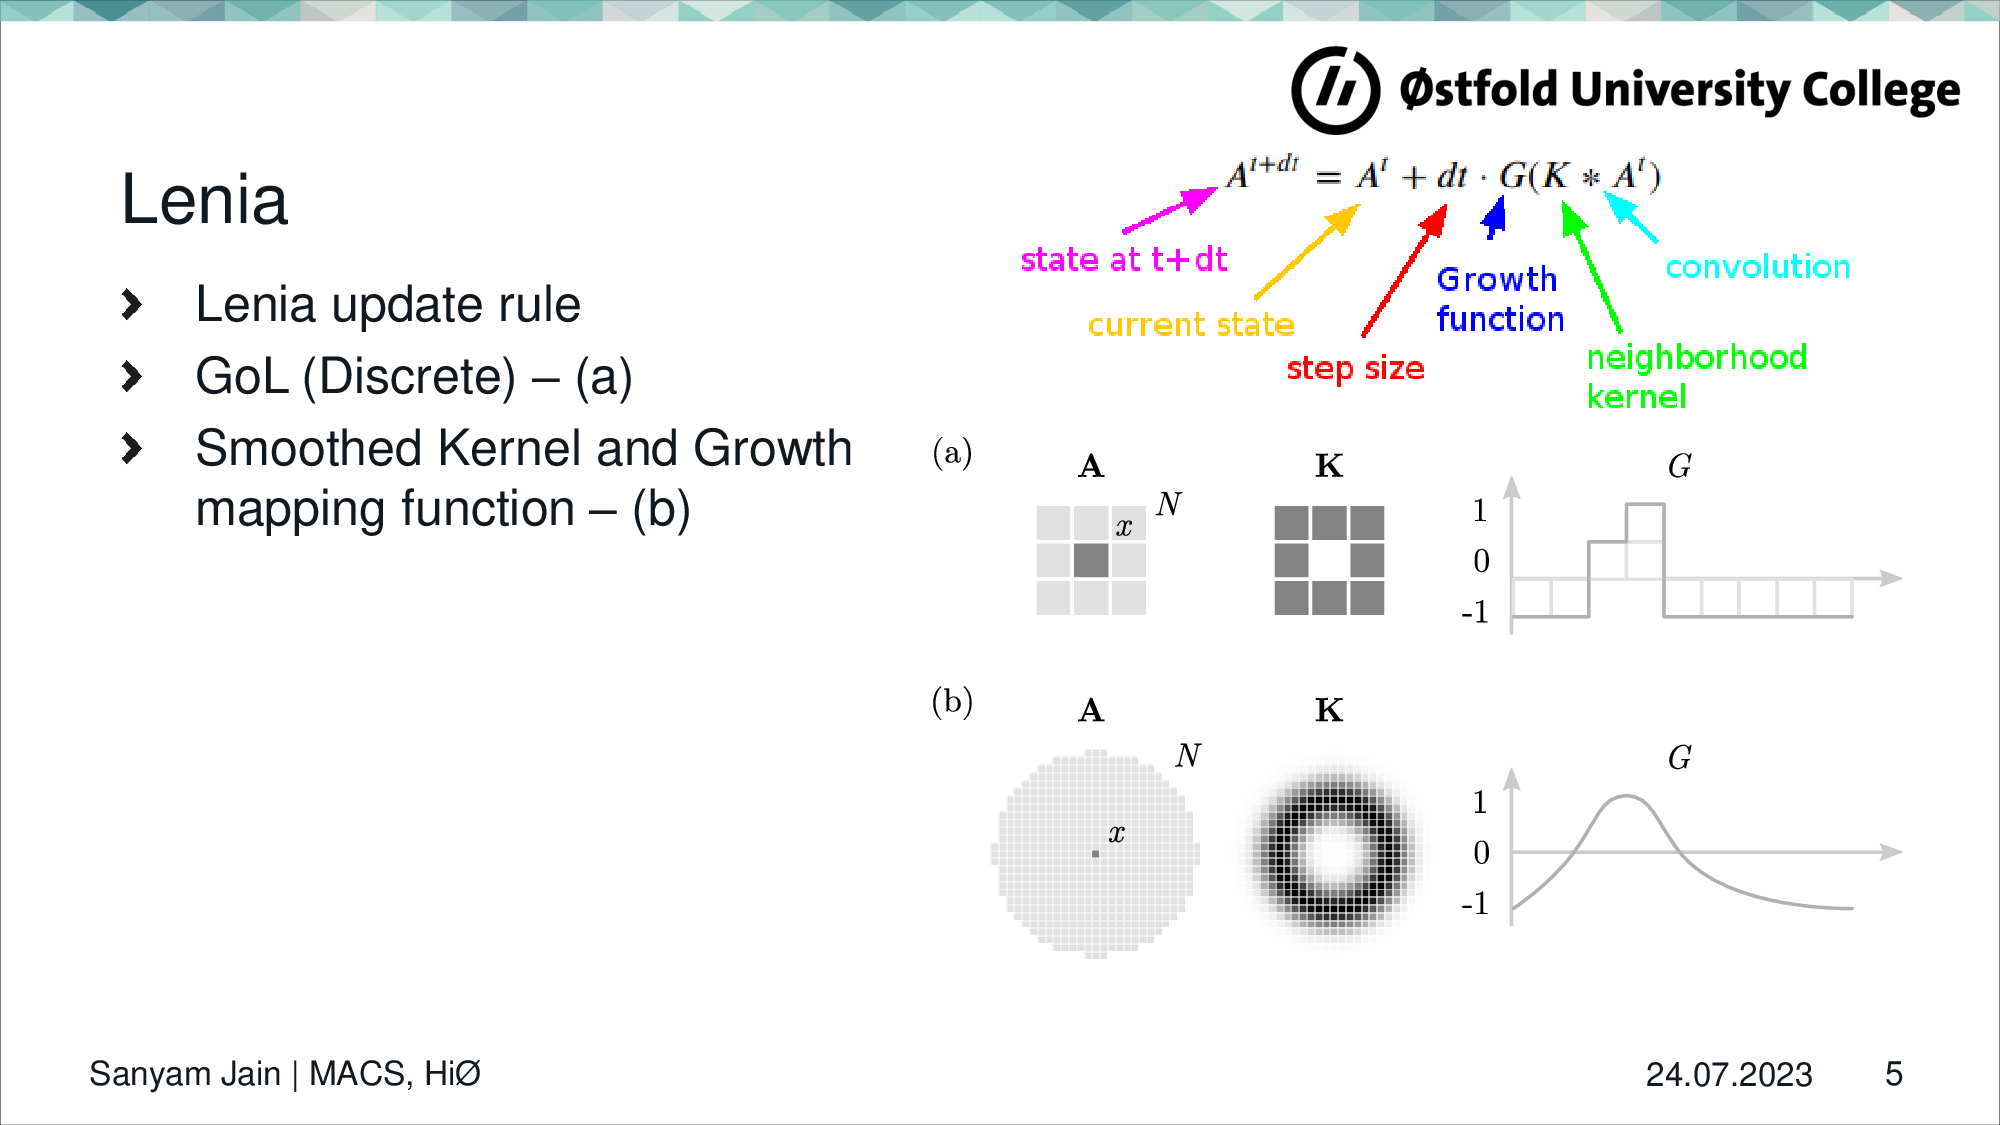 Østfold University College
Lenia
Lenia update rule
GoL (Discrete) – (a)
Smoothed Kernel and Growth
mapping function – (b)
A^{t+dt} = A^t + dt · G(K * A^t)
state at t+dt
current state
step size
Growth
function
neighborhood
kernel
convolution
(a)
A
N
x
K
G
1
0
-1
(b)
A
N
x
K
G
1
0
-1
Sanyam Jain | MACS, HiØ
24.07.2023
5